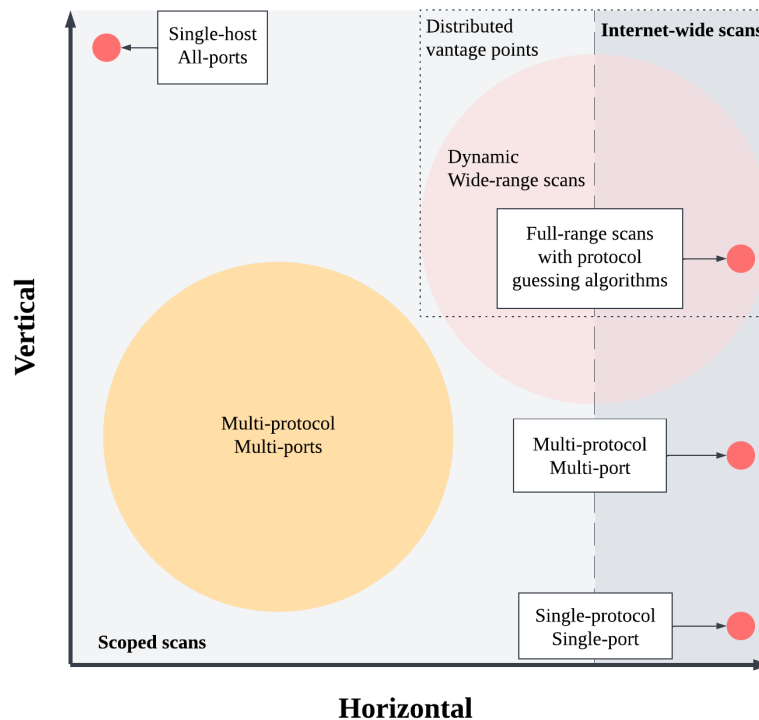 Single-host
All-ports
Distributed
vantage points
Internet-wide scans
Dynamic
Wide-range scans
Full-range scans
with protocol
guessing algorithms
Vertical
Multi-protocol
Multi-ports
Multi-protocol
Multi-port
Single-protocol
Single-port
Scoped scans
Horizontal